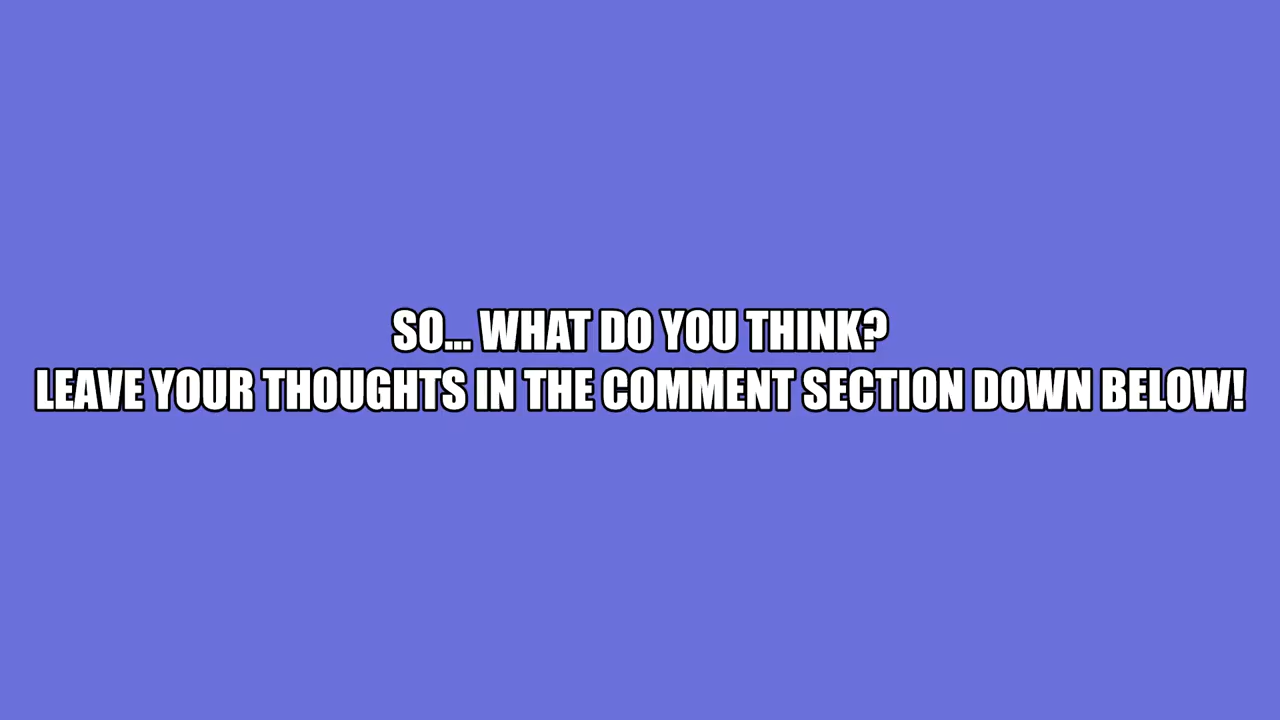 SO... WHAT DO YOU THINK?
LEAVE YOUR THOUGHTS IN THE COMMENT SECTION DOWN BELOW!